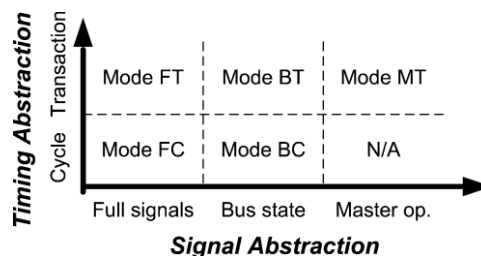 Timing Abstraction
Transaction
Mode FT
Mode BT
Mode MT
Cycle
Mode FC
Mode BC
N/A
Full signals
Bus state
Master op.
Signal Abstraction